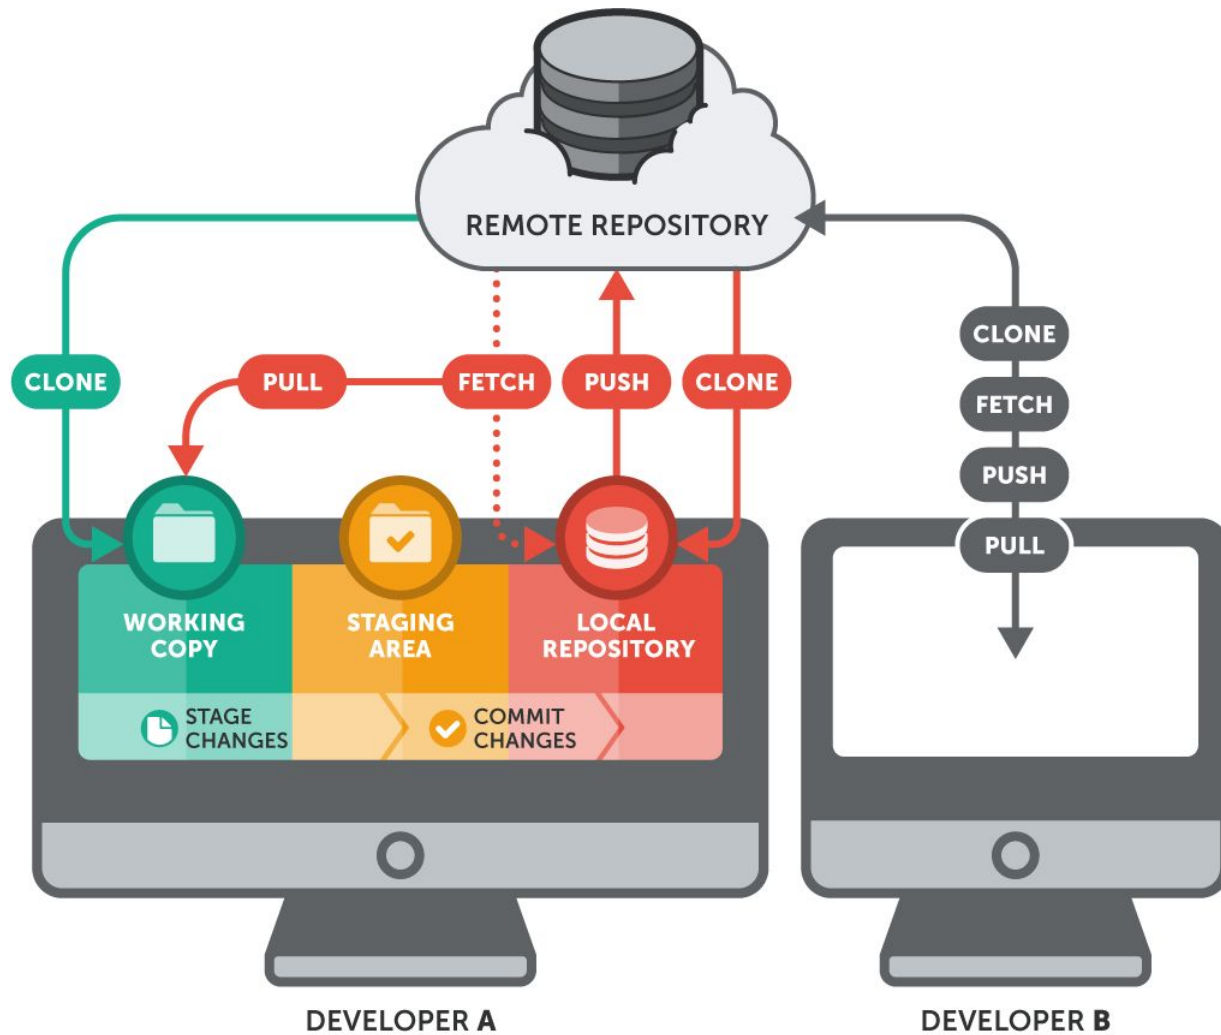 REMOTE REPOSITORY
CLONE
PULL
FETCH
PUSH
CLONE
CLONE
FETCH
PUSH
PULL
WORKING
COPY
STAGING
AREA
LOCAL
REPOSITORY
STAGE
CHANGES
COMMIT
CHANGES
DEVELOPER A
DEVELOPER B